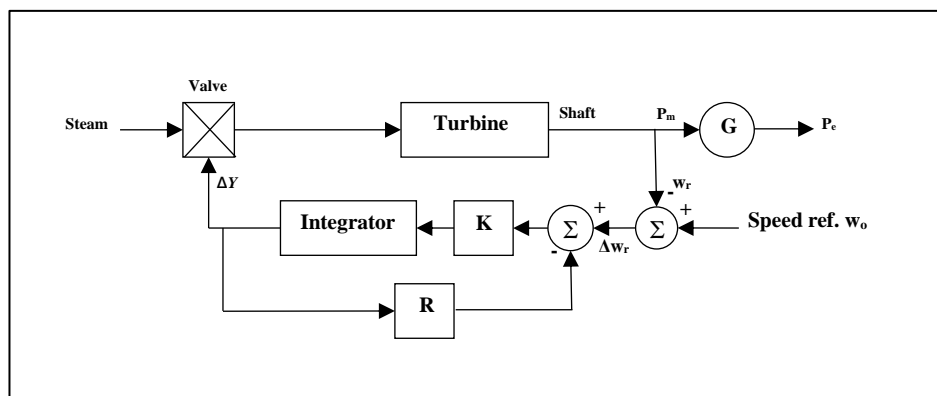 Valve
Steam
Turbine
Shaft
Pm
G
Pe
ΔY
-wr
Integrator
K
Σ
+
-
Δwr
Σ
+
Speed ref. wo
R